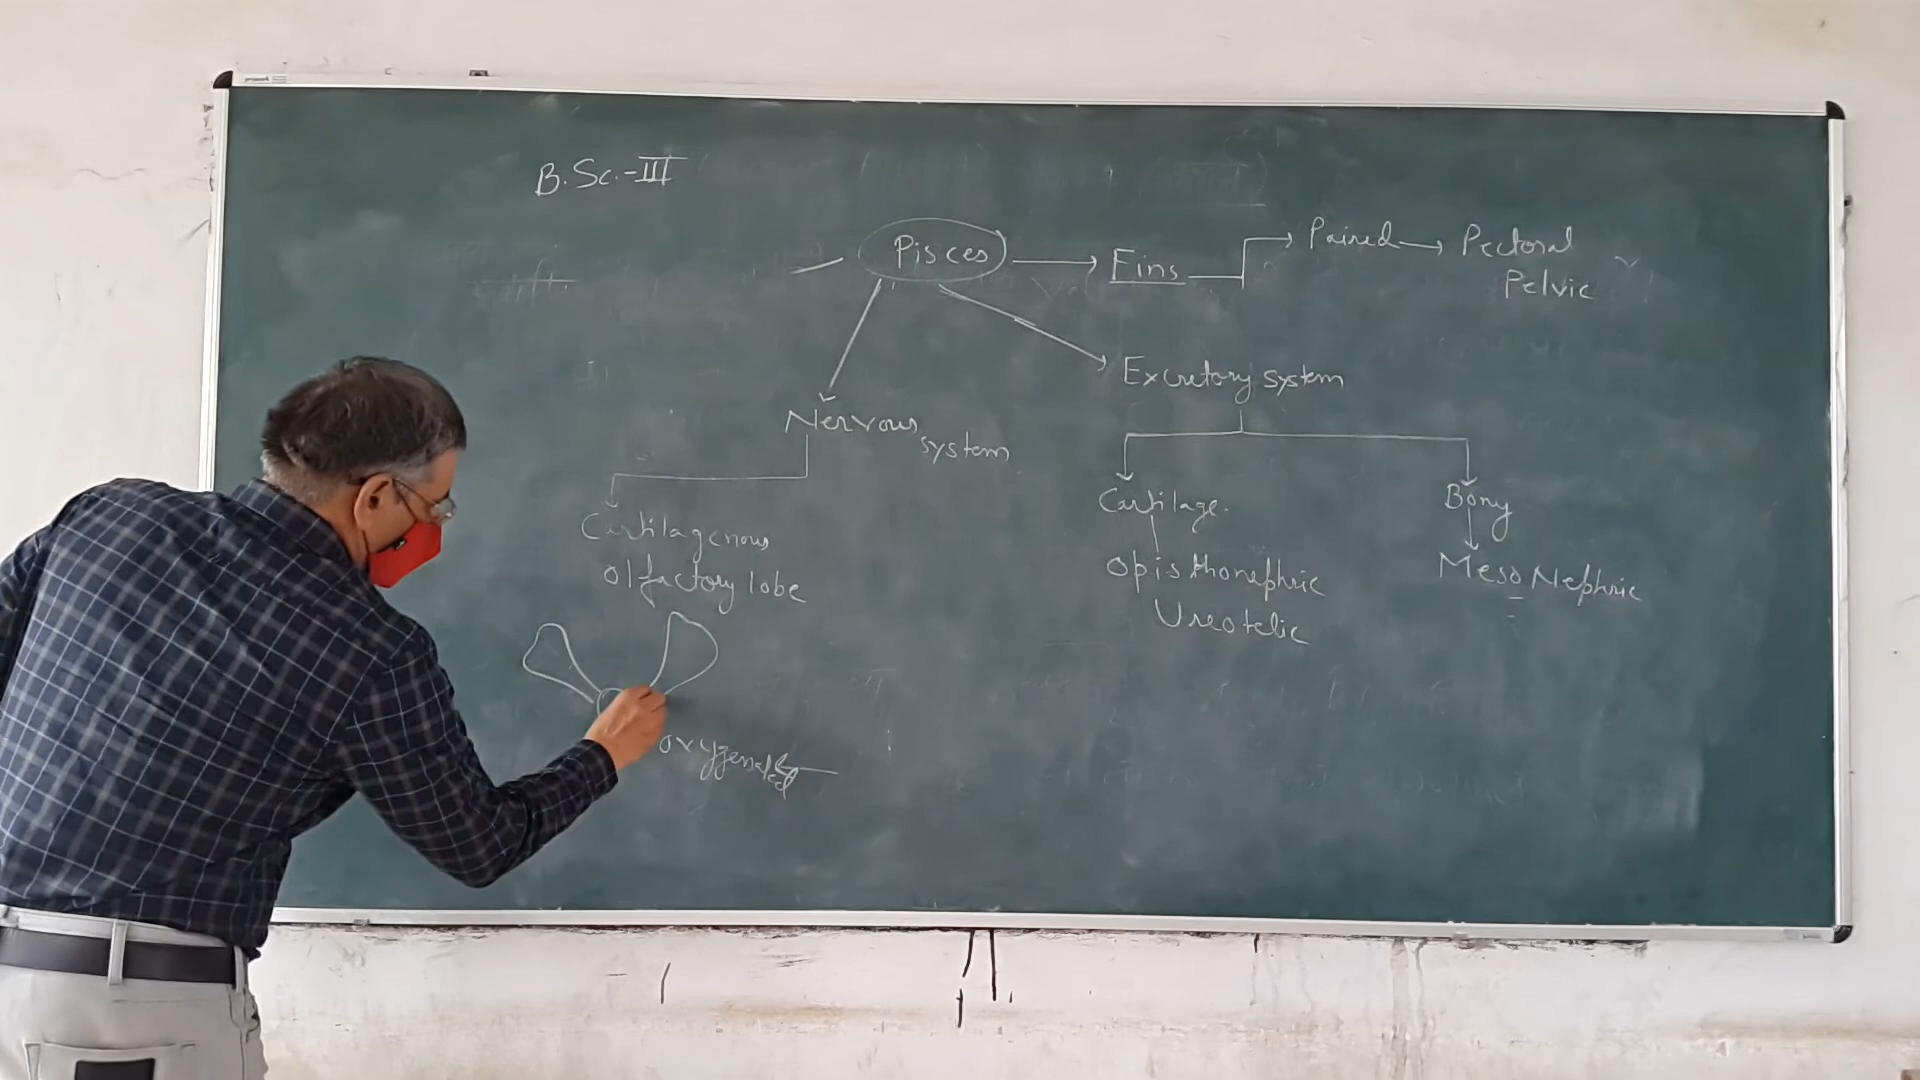 B.Sc.-III
Pisces
Fins
Paired
Pectoral
Pelvic
Excretory system
Nervous
system
Cartilage.
Bony
Cartilagenous
olfactory lobe
Opisthonephric
Ureotelic
Meso Nephric
oxygenated